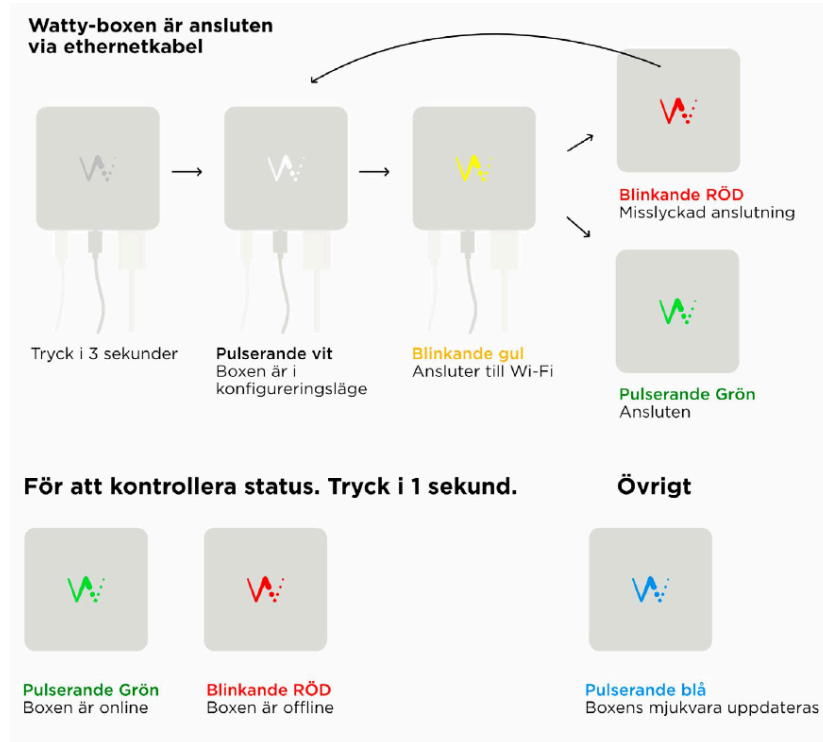 Watty-boxen är ansluten
via ethernetkabel
Tryck i 3 sekunder
Pulserande vit
Boxen är i
konfigureringsläge
Blinkande gul
Ansluter till Wi-Fi
Blinkande RÖD
Misslyckad anslutning
Pulserande Grön
Ansluten
För att kontrollera status. Tryck i 1 sekund.
Övrigt
Pulserande Grön
Boxen är online
Blinkande RÖD
Boxen är offline
Pulserande blå
Boxens mjukvara uppdateras